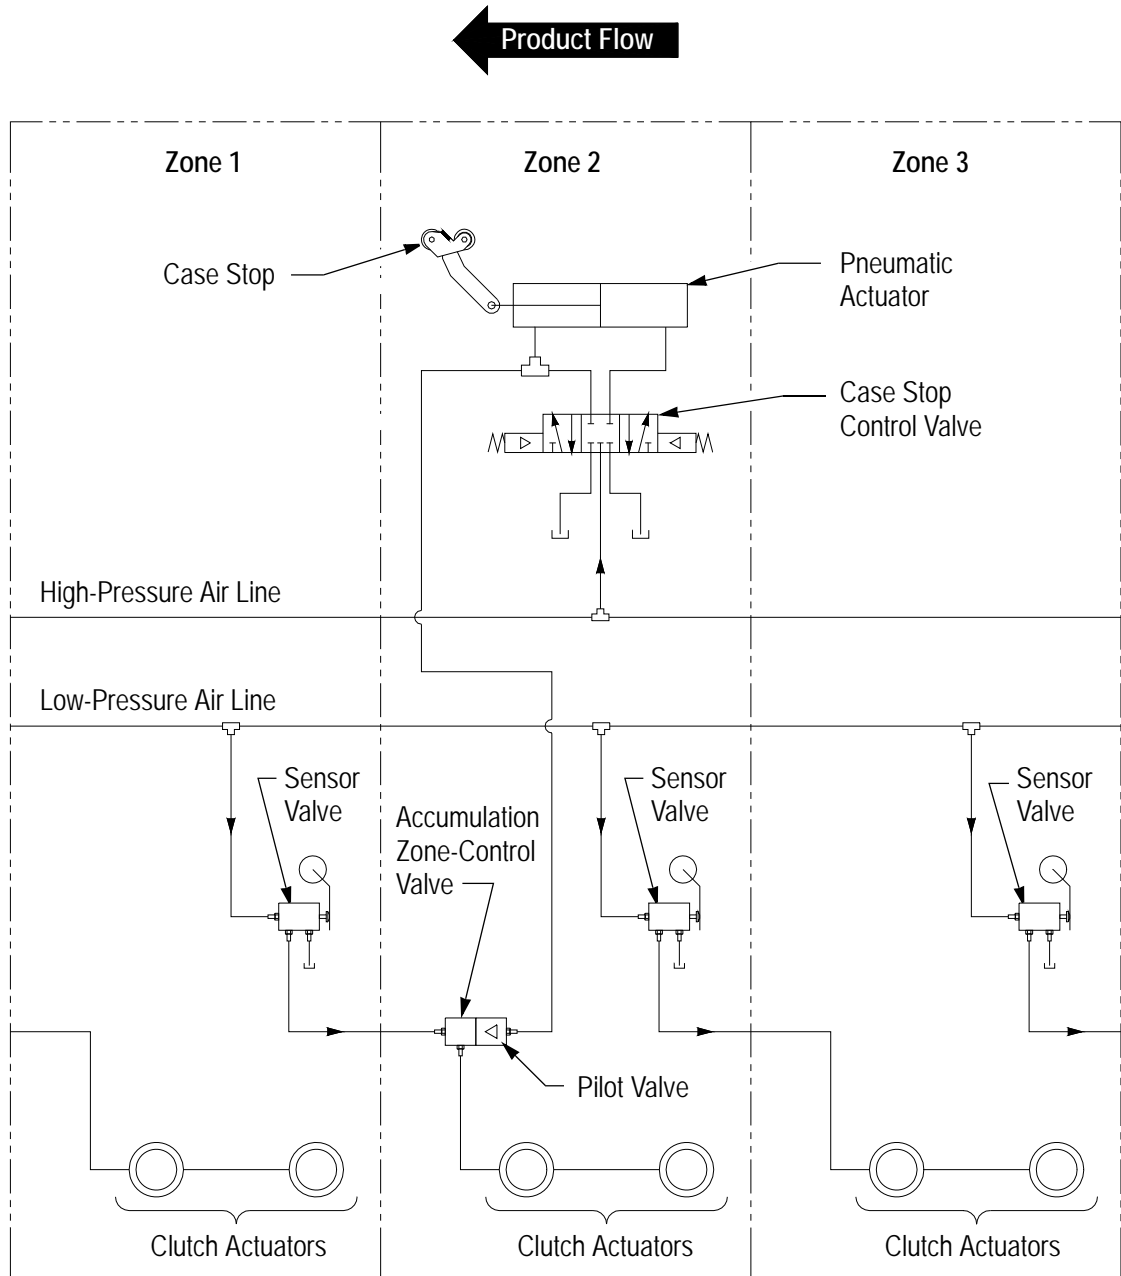 Product Flow
Zone 1
Zone 2
Zone 3
Case Stop
Pneumatic
Actuator
Case Stop
Control Valve
High-Pressure Air Line
Low-Pressure Air Line
Sensor
Valve
Accumulation
Zone-Control
Valve
Sensor
Valve
Sensor
Valve
Pilot Valve
Clutch Actuators
Clutch Actuators
Clutch Actuators